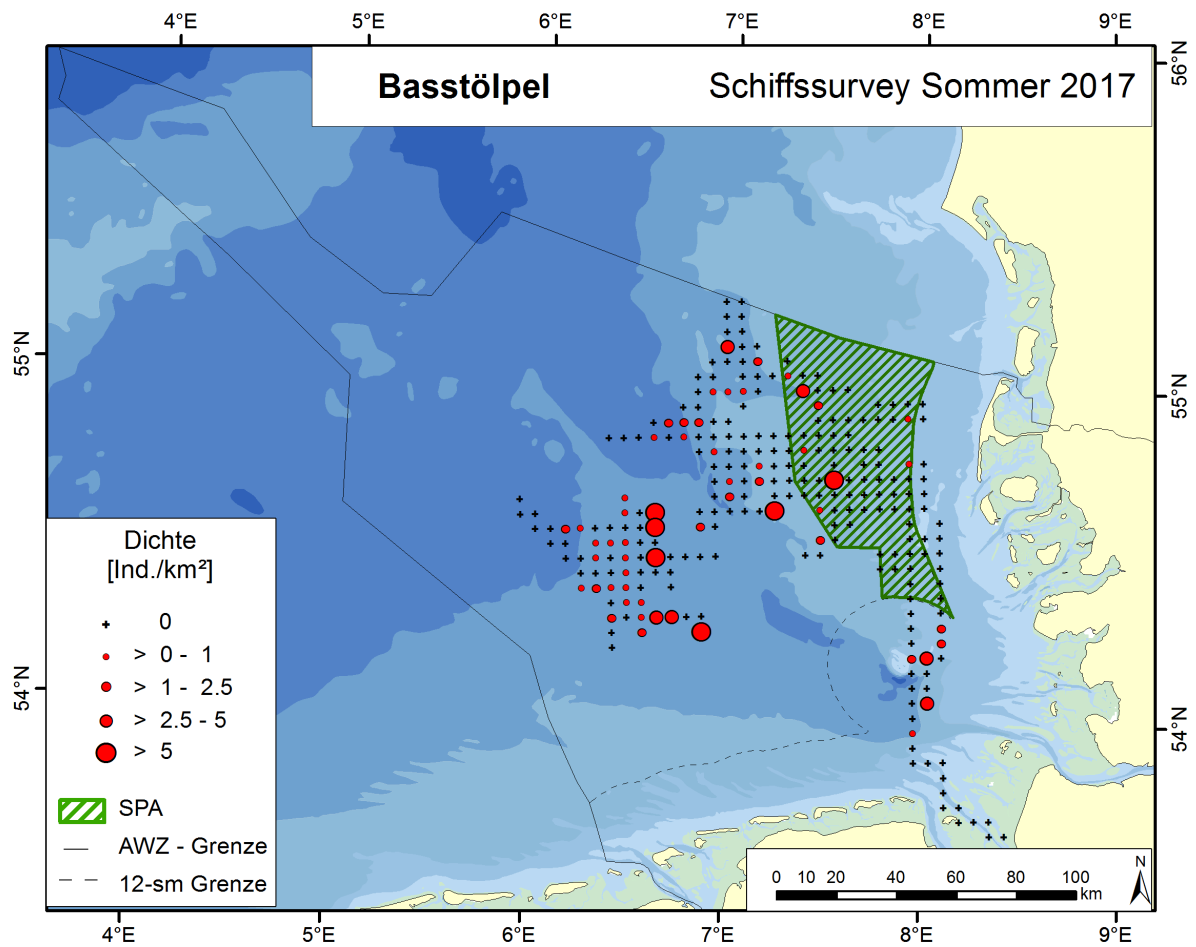 4°E 5°E 6°E 7°E 8°E 9°E
Basstölpel Schiffssurvey Sommer 2017
56°N
55°N
55°N
54°N
54°N
Dichte
[Ind./km²]
0
> 0 - 1
> 1 - 2.5
> 2.5 - 5
> 5
SPA
AWZ - Grenze
12-sm Grenze
N
0 10 20 40 60 80 100
km
4°E 5°E 6°E 7°E 8°E 9°E